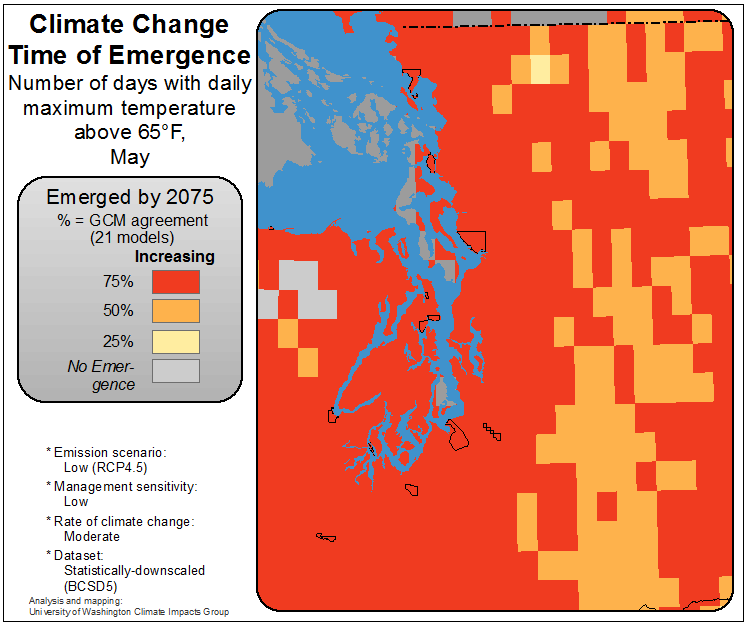 Climate Change
Time of Emergence
Number of days with daily
maximum temperature
above 65°F,
May
Emerged by 2075
% = GCM agreement
(21 models)
Increasing
75%
50%
25%
No Emer-
gence
* Emission scenario:
Low (RCP4.5)
* Management sensitivity:
Low
* Rate of climate change:
Moderate
* Dataset:
Statistically-downscaled
(BCSD5)
Analysis and mapping:
University of Washington Climate Impacts Group